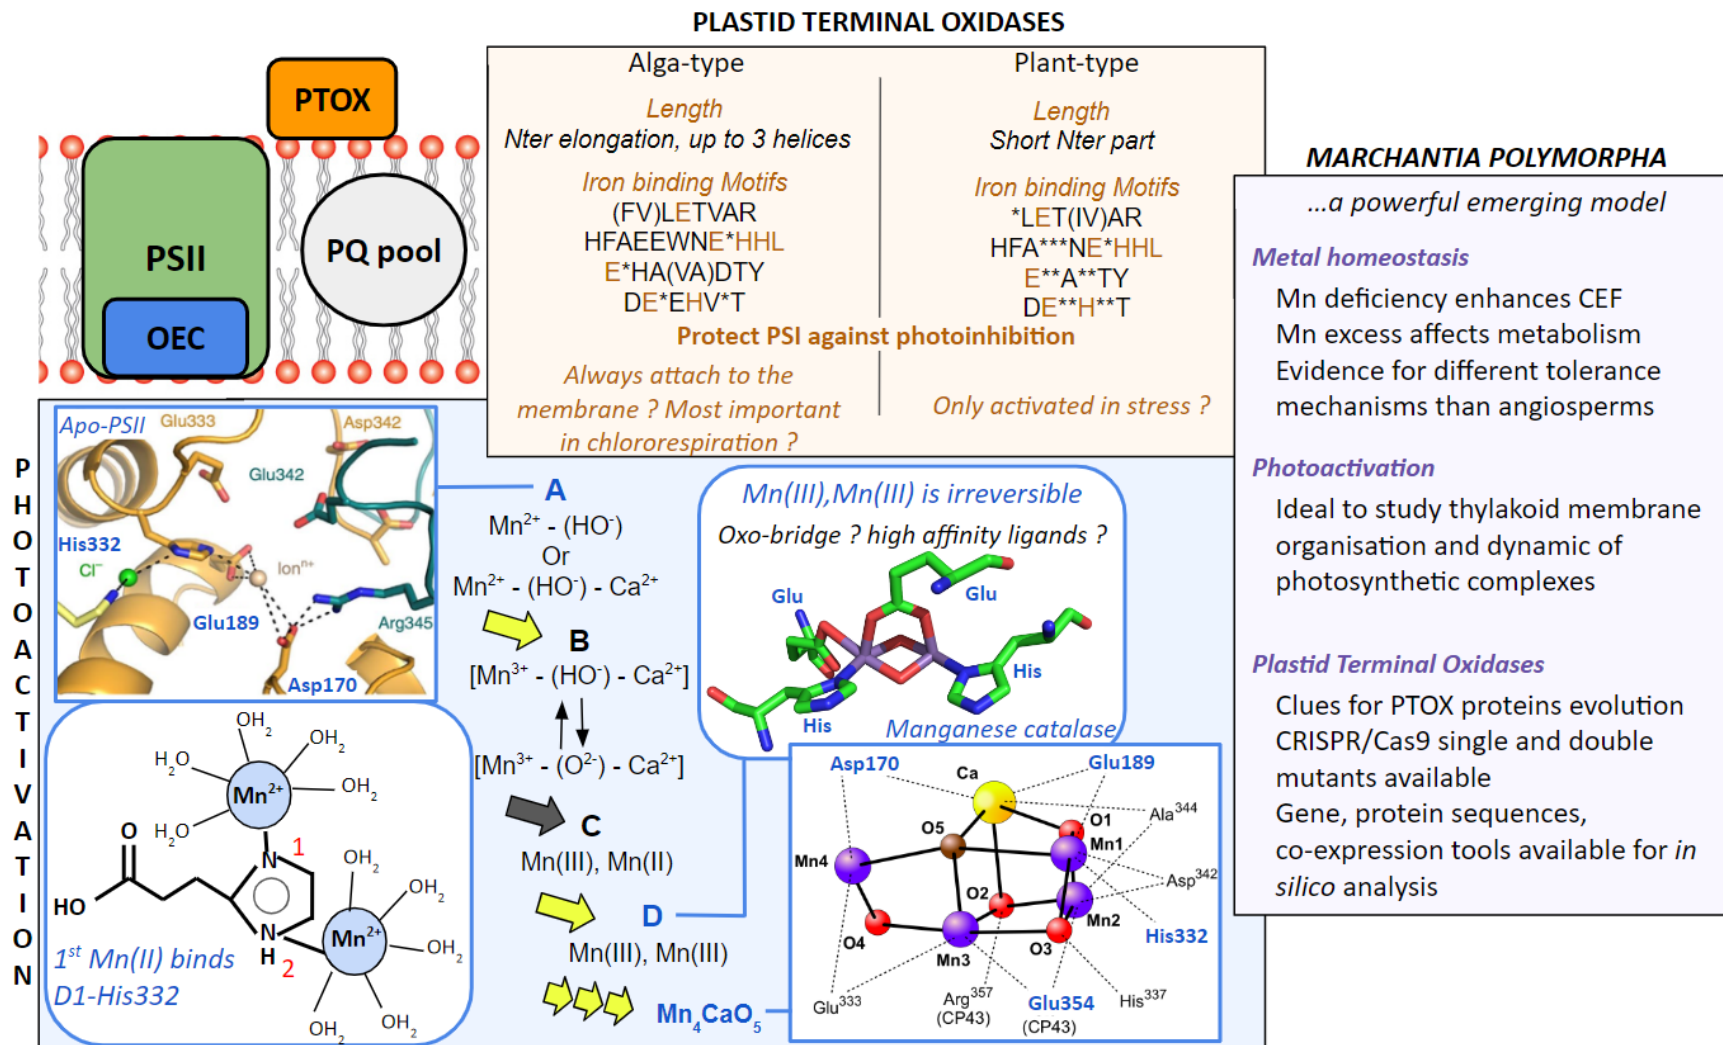 PLASTID TERMINAL OXIDASES
PTOX
PSII
PQ pool
OEC
Alga-type
Length
Nter elongation, up to 3 helices
Iron binding Motifs
(FV)LETVAR
HFAEEWNE*HHL
E*HA(VA)DTY
DE*EHV*T
Plant-type
Length
Short Nter part
Iron binding Motifs
*LET(IV)AR
HFA***NE*HHL
E**A**TY
DE**H**T
Protect PSI against photoinhibition
Always attach to the
membrane ? Most important
in chlororespiration ?
Only activated in stress ?
MARCHANTIA POLYMORPHA
...a powerful emerging model
Metal homeostasis
Mn deficiency enhances CEF
Mn excess affects metabolism
Evidence for different tolerance
mechanisms than angiosperms
Photoactivation
Ideal to study thylakoid membrane
organisation and dynamic of
photosynthetic complexes
Plastid Terminal Oxidases
Clues for PTOX proteins evolution
CRISPR/Cas9 single and double
mutants available
Gene, protein sequences,
co-expression tools available for in
silico analysis
PHOTOACTIVATION
Apo-PSII
Glu333
Asp342
Glu342
His332
Cl⁻
Ionⁿ⁺
Glu189
Arg345
Asp170
OH₂
OH₂
H₂O
Mn²⁺
OH₂
H₂O
O
N
1
HO
OH₂
OH₂
N
H
2
Mn²⁺
OH₂
OH₂
OH₂
OH₂
1ˢᵗ Mn(II) binds
D1-His332
A
Mn²⁺ - (HO⁻)
Or
Mn²⁺ - (HO⁻) - Ca²⁺
B
[Mn³⁺ - (HO⁻) - Ca²⁺]
[Mn³⁺ - (O²⁻) - Ca²⁺]
C
Mn(III), Mn(II)
D
Mn(III), Mn(III)
Mn₄CaO₅
Mn(III),Mn(III) is irreversible
Oxo-bridge ? high affinity ligands ?
Glu
Glu
His
His
Manganese catalase
Asp170
Ca
Glu189
Ala³⁴⁴
O1
O5
Mn1
Mn4
Asp³⁴²
O2
Mn2
His332
O4
O3
Mn3
Glu³³³
Arg³⁵⁷
(CP43)
Glu354
(CP43)
His³³⁷